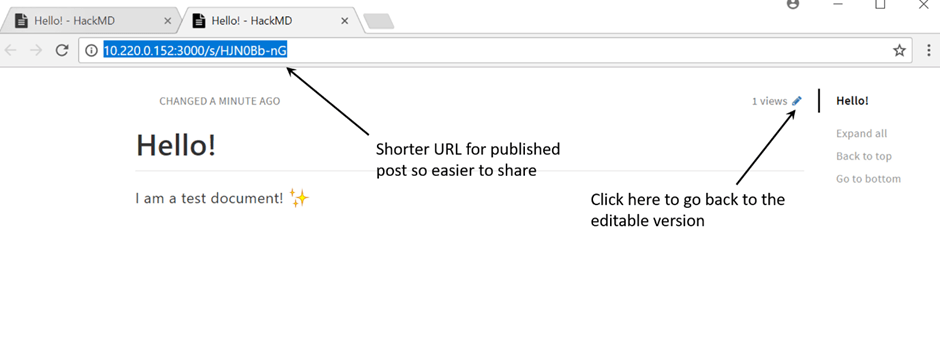 Hello! - HackMD
Hello! - HackMD
10.220.0.152:3000/s/HJN0Bb-nG
CHANGED A MINUTE AGO
1 views
Hello!
Hello!
Expand all
Back to top
Go to bottom
I am a test document! ✨
Shorter URL for published
post so easier to share
Click here to go back to the
editable version